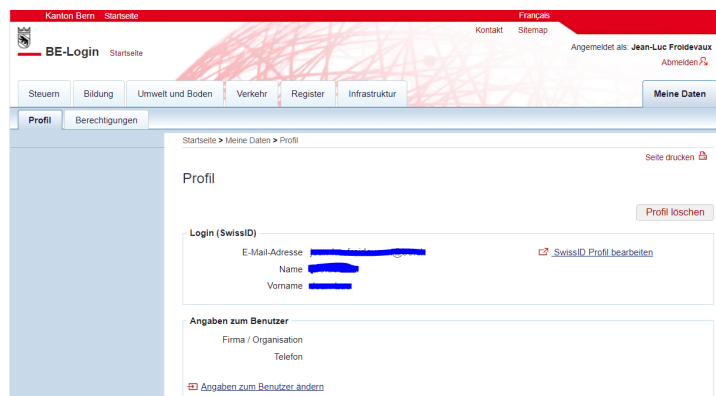 Kanton Bern Startseite Français
Kontakt Sitemap
BE-Login Startseite
Angemeldet als: Jean-Luc Froidevaux
Abmelden
Steuern Bildung Umwelt und Boden Verkehr Register Infrastruktur Meine Daten
Profil Berechtigungen
Startseite > Meine Daten > Profil
Seite drucken
Profil
Profil löschen
Login (SwissID)
E-Mail-Adresse SwissID Profil bearbeiten
Name
Vorname
Angaben zum Benutzer
Firma / Organisation
Telefon
Angaben zum Benutzer ändern